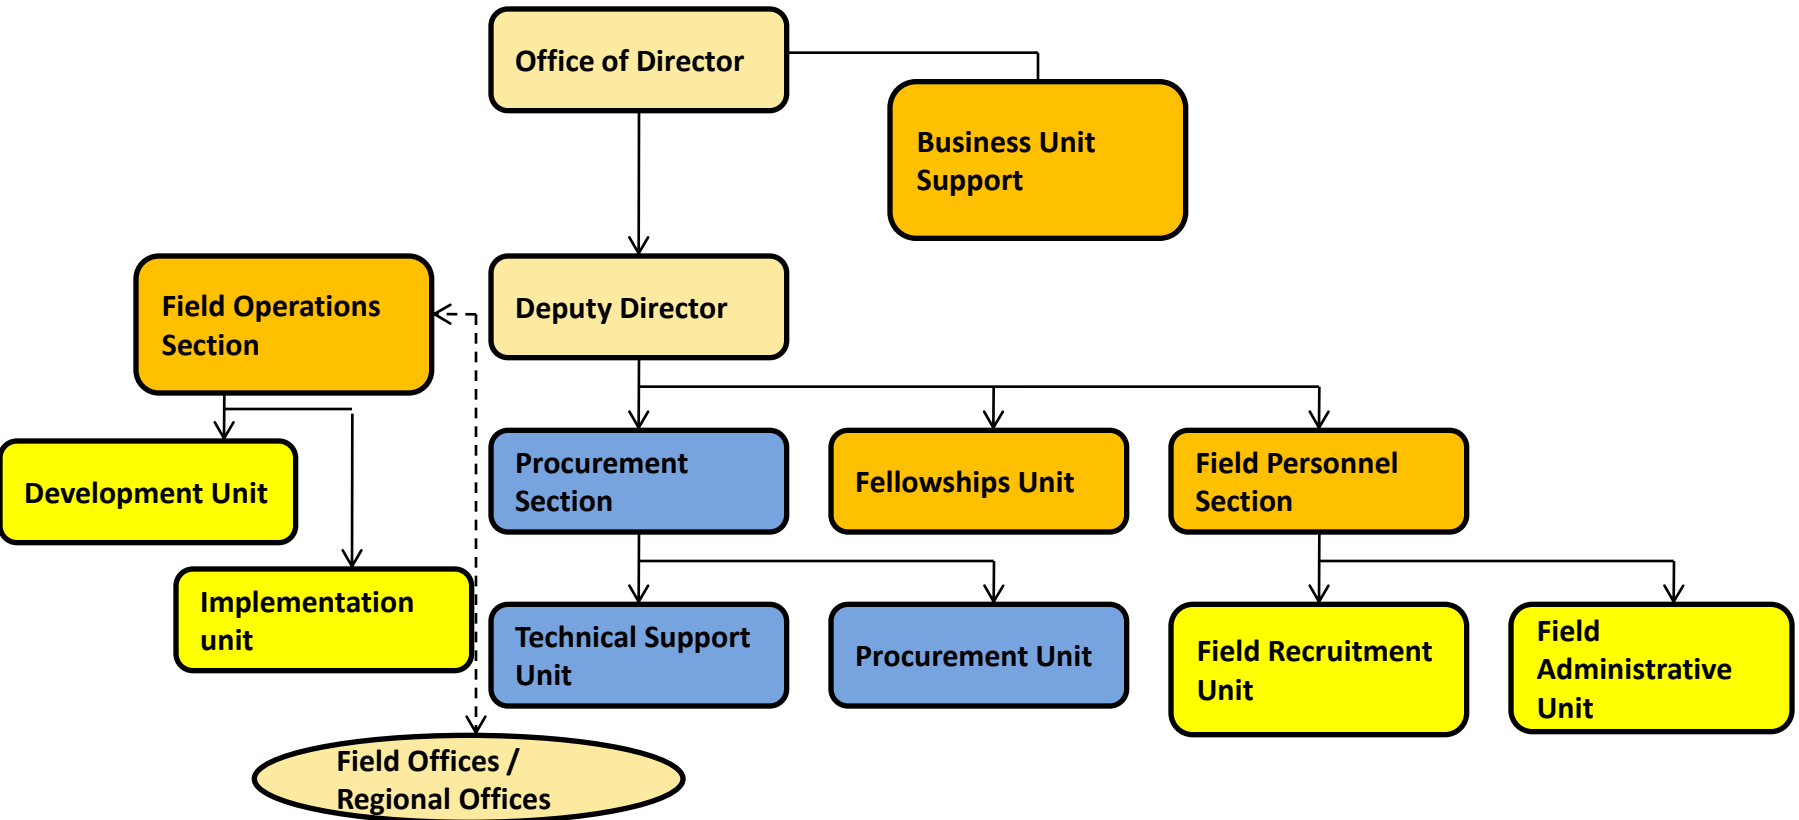 Office of Director
Business Unit
Support
Field Operations
Section
Deputy Director
Development Unit
Implementation
unit
Procurement
Section
Fellowships Unit
Field Personnel
Section
Technical Support
Unit
Procurement Unit
Field Recruitment
Unit
Field
Administrative
Unit
Field Offices /
Regional Offices